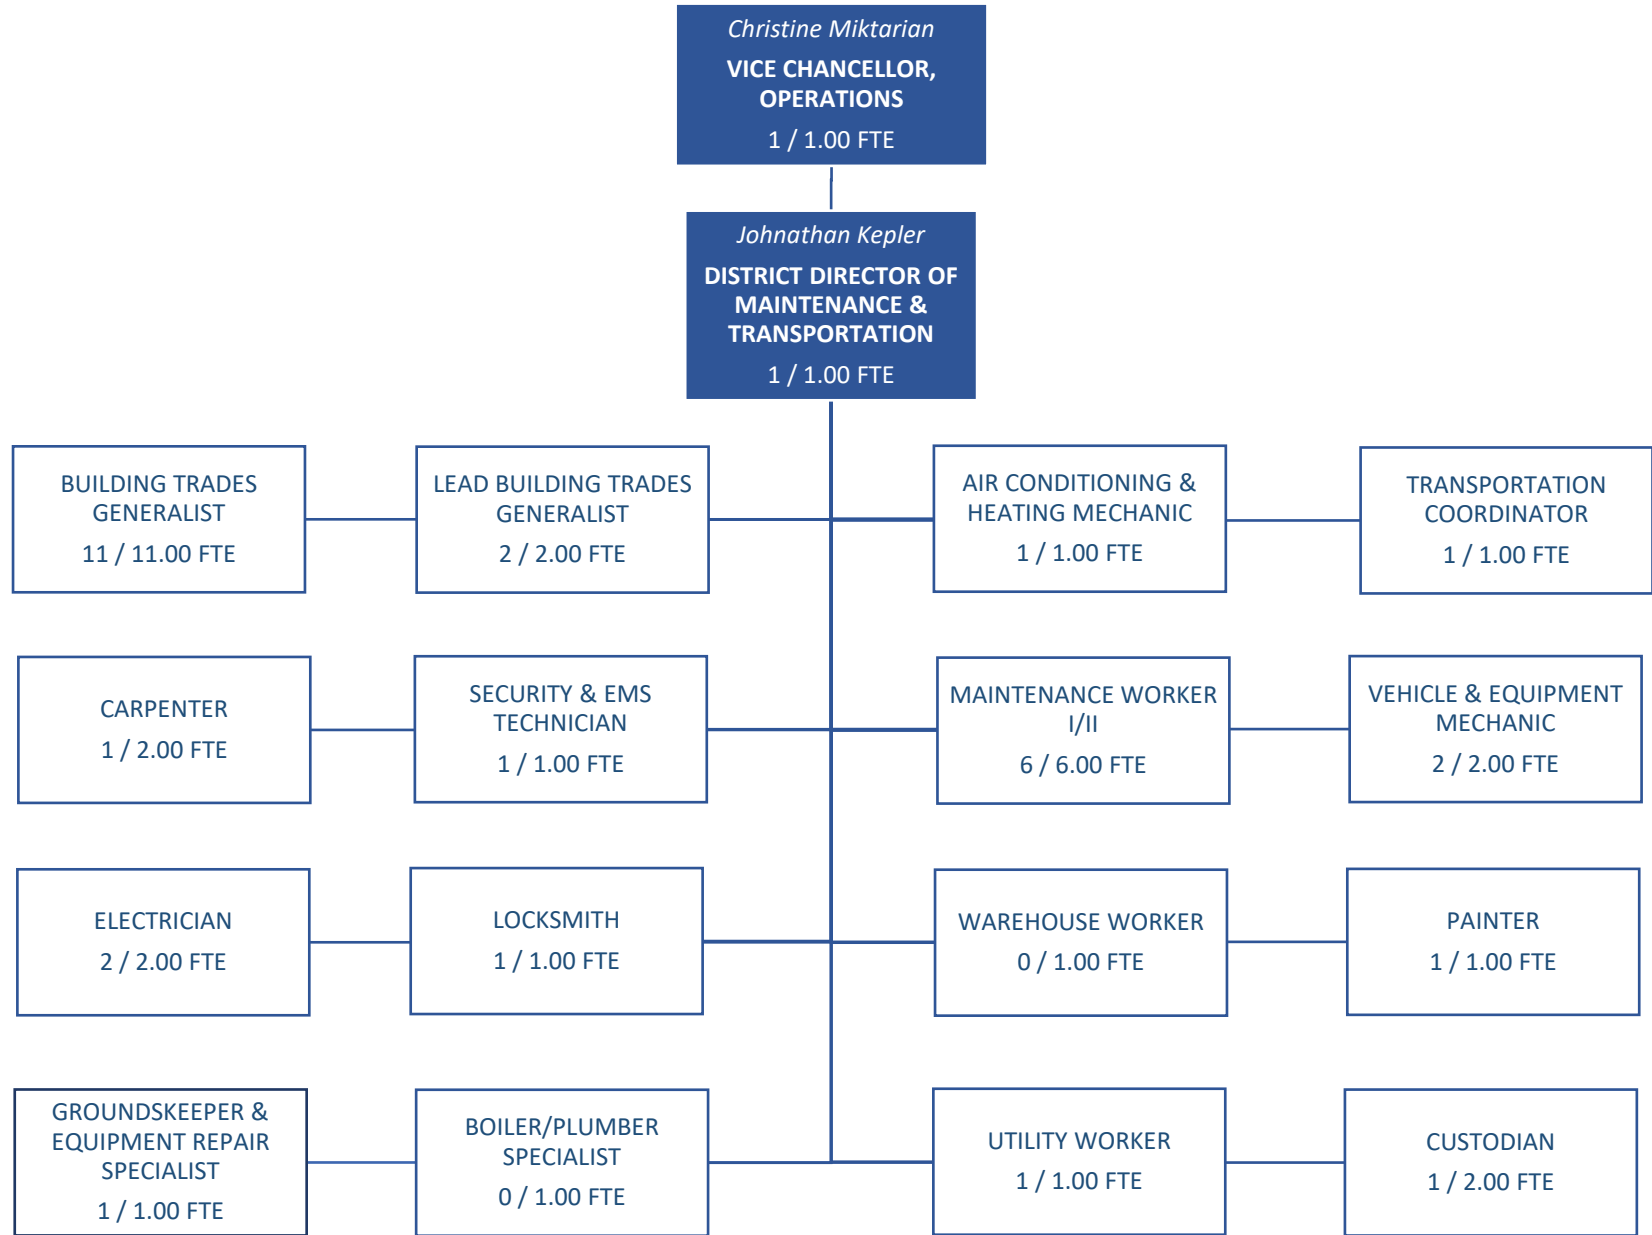 Christine Miktarian
VICE CHANCELLOR,
OPERATIONS
1 / 1.00 FTE
Johnathan Kepler
DISTRICT DIRECTOR OF
MAINTENANCE &
TRANSPORTATION
1 / 1.00 FTE
BUILDING TRADES
GENERALIST
11 / 11.00 FTE
LEAD BUILDING TRADES
GENERALIST
2 / 2.00 FTE
AIR CONDITIONING &
HEATING MECHANIC
1 / 1.00 FTE
TRANSPORTATION
COORDINATOR
1 / 1.00 FTE
CARPENTER
1 / 2.00 FTE
SECURITY & EMS
TECHNICIAN
1 / 1.00 FTE
MAINTENANCE WORKER
I/II
6 / 6.00 FTE
VEHICLE & EQUIPMENT
MECHANIC
2 / 2.00 FTE
ELECTRICIAN
2 / 2.00 FTE
LOCKSMITH
1 / 1.00 FTE
WAREHOUSE WORKER
0 / 1.00 FTE
PAINTER
1 / 1.00 FTE
GROUNDSKEEPER &
EQUIPMENT REPAIR
SPECIALIST
1 / 1.00 FTE
BOILER/PLUMBER
SPECIALIST
0 / 1.00 FTE
UTILITY WORKER
1 / 1.00 FTE
CUSTODIAN
1 / 2.00 FTE